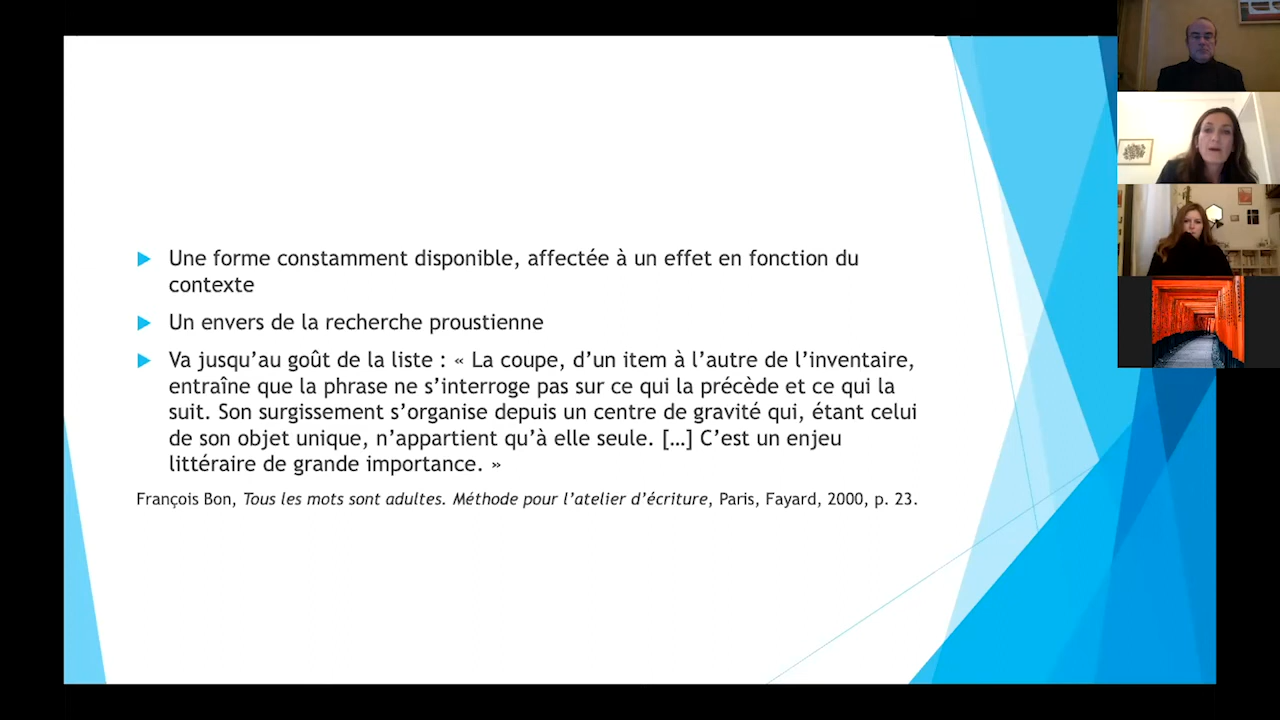 Une forme constamment disponible, affectée à un effet en fonction du
contexte
Un envers de la recherche proustienne
Va jusqu’au goût de la liste : « La coupe, d’un item à l’autre de l’inventaire,
entraîne que la phrase ne s’interroge pas sur ce qui la précède et ce qui la
suit. Son surgissement s’organise depuis un centre de gravité qui, étant celui
de son objet unique, n’appartient qu’à elle seule. […] C’est un enjeu
littéraire de grande importance. »
François Bon, Tous les mots sont adultes. Méthode pour l’atelier d’écriture, Paris, Fayard, 2000, p. 23.